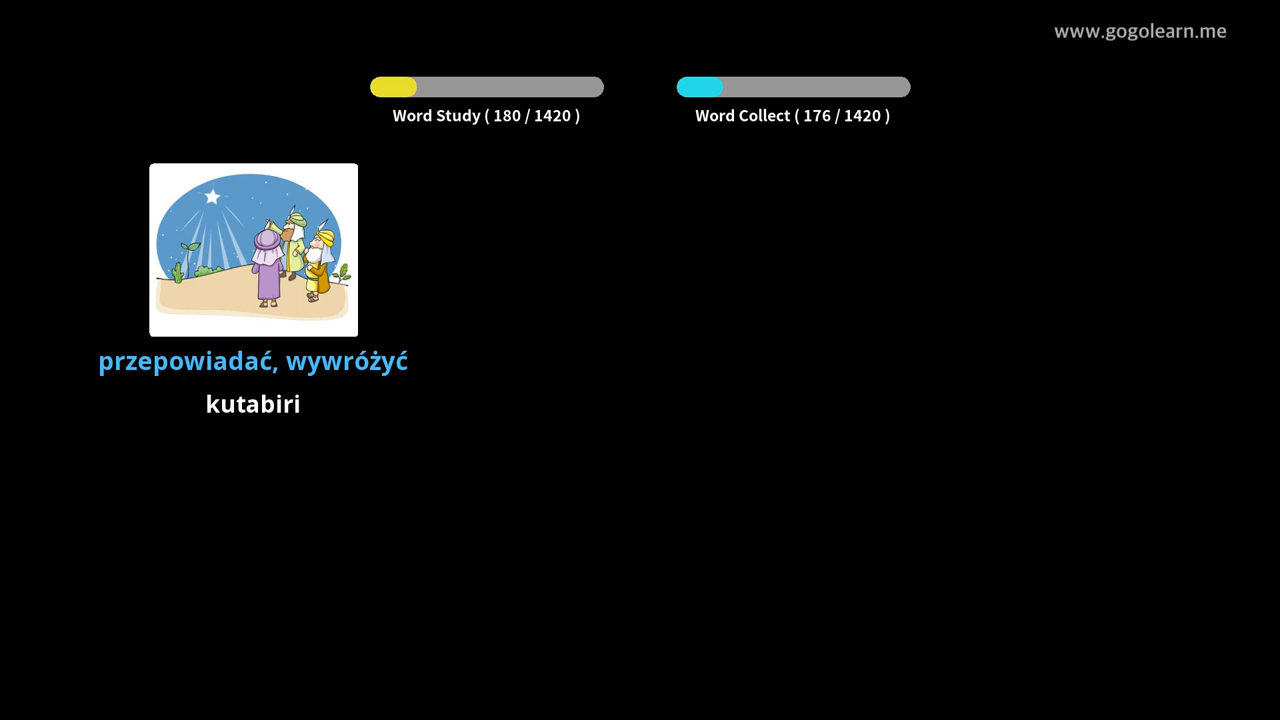 www.gogolearn.me
Word Study ( 180 / 1420 )
Word Collect ( 176 / 1420 )
przepowiadać, wywróżyć
kutabiri